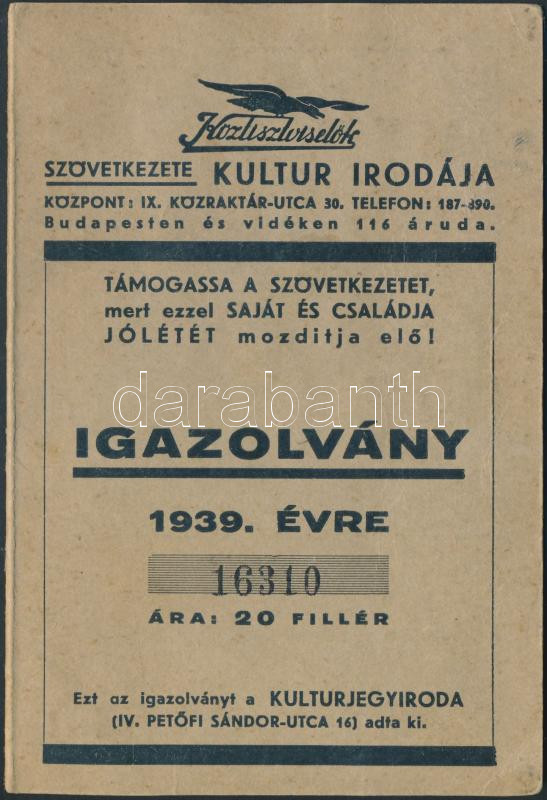 Köztisztviselők
SZÖVETKEZETE KULTUR IRODÁJA
KÖZPONT: IX. KÖZRAKTÁR-UTCA 30. TELEFON: 187-890.
Budapesten és vidéken 116 áruda.
TÁMOGASSA A SZÖVETKEZETET,
mert ezzel SAJÁT ÉS CSALÁDJA
JÓLÉTÉT mozditja elő!
darabanth
IGAZOLVÁNY
1939. ÉVRE
16310
ÁRA: 20 FILLÉR
Ezt az igazolványt a KULTURJEGYIRODA
(IV. PETŐFI SÁNDOR-UTCA 16) adta ki.